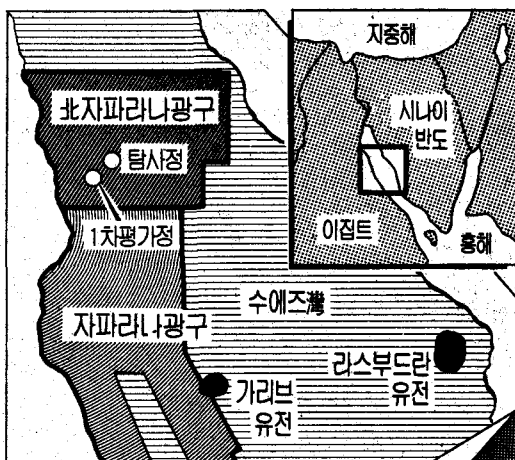 北자파라나광구
탐사정
1차평가정
자파라나광구
수에즈灣
가리브
유전
라스부드란
유전
지중해
시나이
반도
이집트
홍해